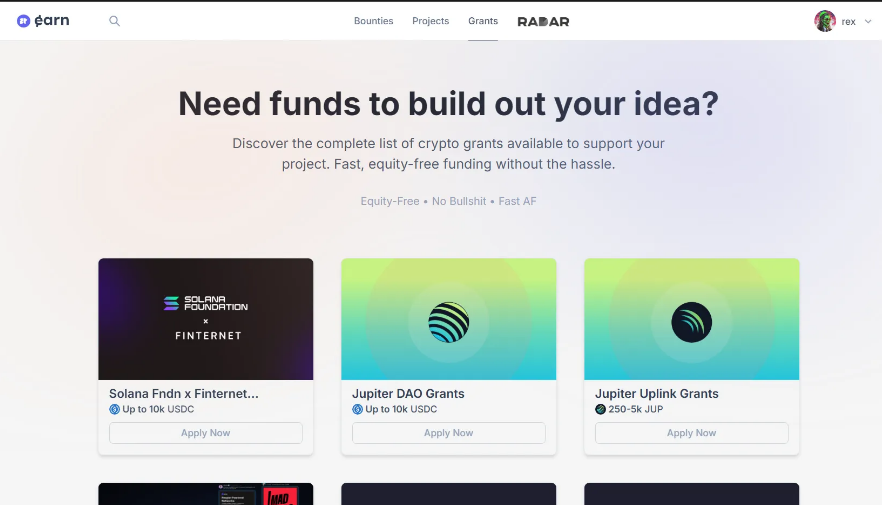 earn
Bounties Projects Grants RADAR
rex
Need funds to build out your idea?
Discover the complete list of crypto grants available to support your
project. Fast, equity-free funding without the hassle.
Equity-Free • No Bullshit • Fast AF
SOLANA
FOUNDATION
×
FINTERNET
Solana Fndn x Finternet...
Up to 10k USDC
Apply Now
Jupiter DAO Grants
Up to 10k USDC
Apply Now
Jupiter Uplink Grants
250-5k JUP
Apply Now